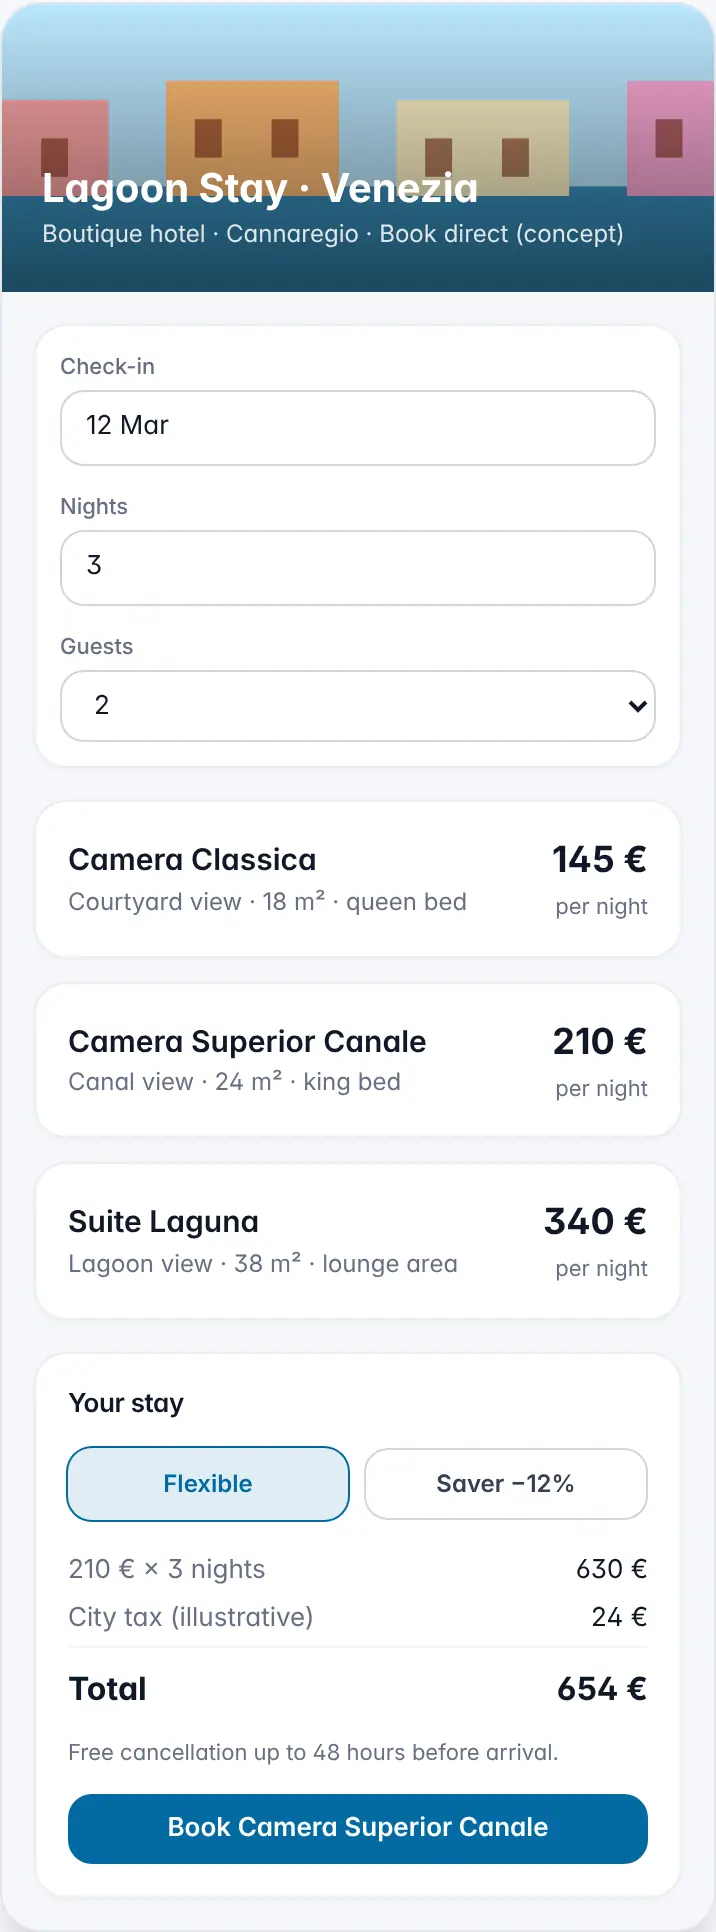 Lagoon Stay · Venezia
Boutique hotel · Cannaregio · Book direct (concept)
Check-in
12 Mar
Nights
3
Guests
2
Camera Classica
145 €
Courtyard view · 18 m² · queen bed
per night
Camera Superior Canale
210 €
Canal view · 24 m² · king bed
per night
Suite Laguna
340 €
Lagoon view · 38 m² · lounge area
per night
Your stay
Flexible
Saver −12%
210 € × 3 nights
630 €
City tax (illustrative)
24 €
Total
654 €
Free cancellation up to 48 hours before arrival.
Book Camera Superior Canale